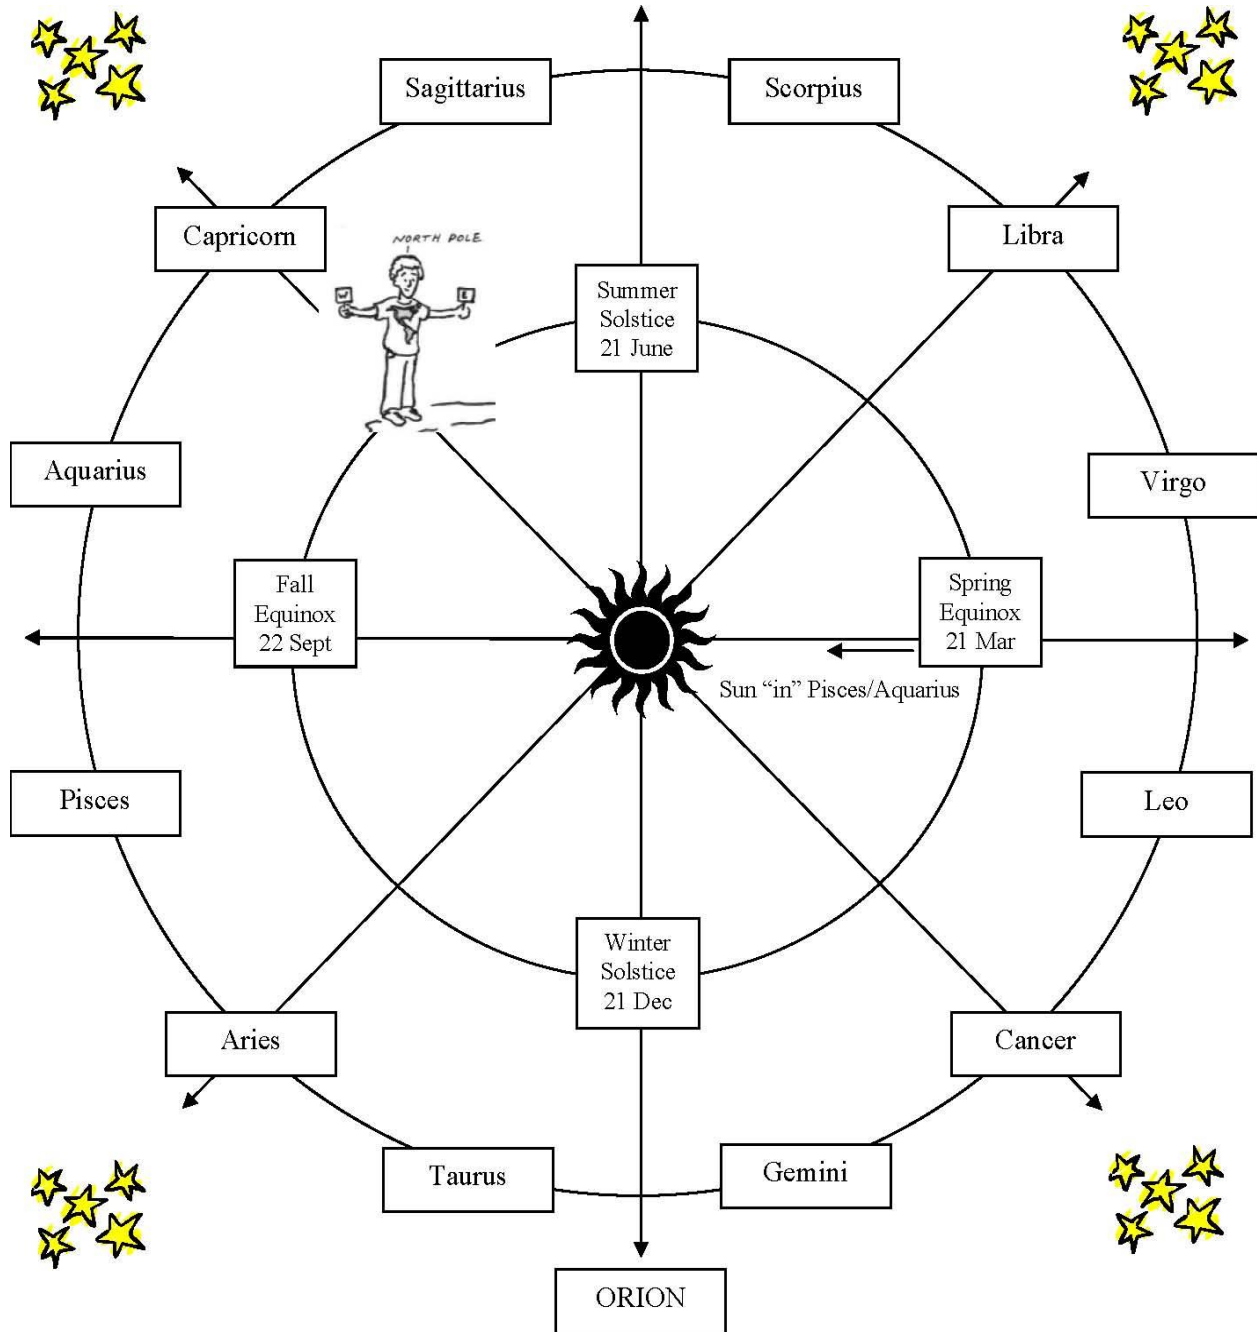 Sagittarius
Scorpius
Capricorn
Libra
NORTH POLE
W
E
Summer
Solstice
21 June
Aquarius
Virgo
Fall
Equinox
22 Sept
Spring
Equinox
21 Mar
Sun “in” Pisces/Aquarius
Pisces
Leo
Winter
Solstice
21 Dec
Aries
Cancer
Taurus
Gemini
ORION